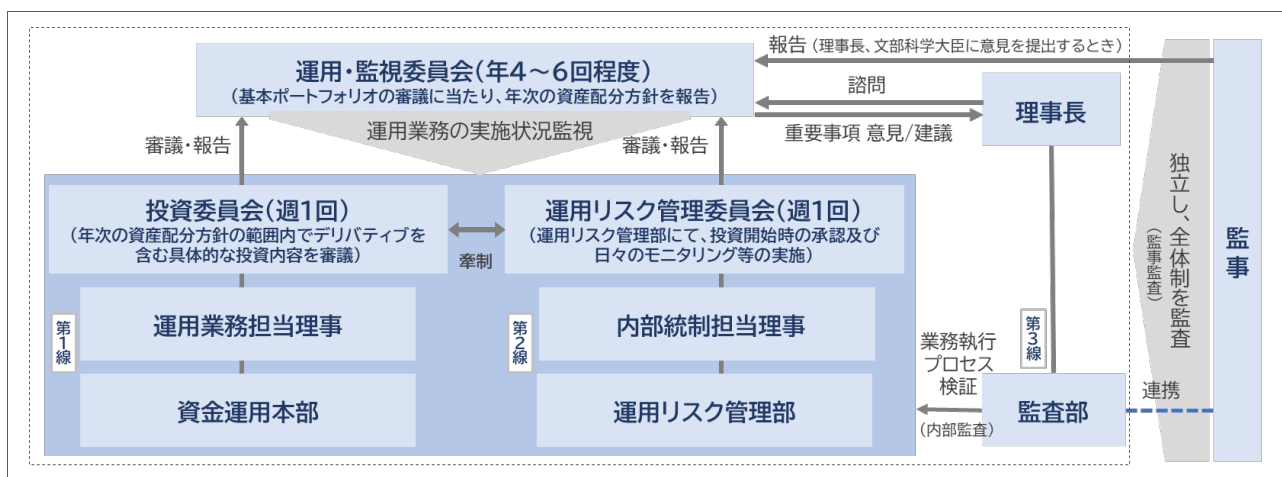 報告（理事長、文部科学大臣に意見を提出するとき）
運用・監視委員会（年4～6回程度）
（基本ポートフォリオの審議に当たり、年次の資産配分方針を報告）
諮問
理事長
重要事項 意見/建議
運用業務の実施状況監視
審議・報告
審議・報告
投資委員会（週1回）
（年次の資産配分方針の範囲内でデリバティブを
含む具体的な投資内容を審議）
牽制
運用リスク管理委員会（週1回）
（運用リスク管理部にて、投資開始時の承認及び
日々のモニタリング等の実施）
第1線
運用業務担当理事
資金運用本部
第2線
内部統制担当理事
運用リスク管理部
業務執行
プロセス
検証
（内部監査）
第3線
監査部
連携
独立し、全体制を監査
（監事監査）
監事